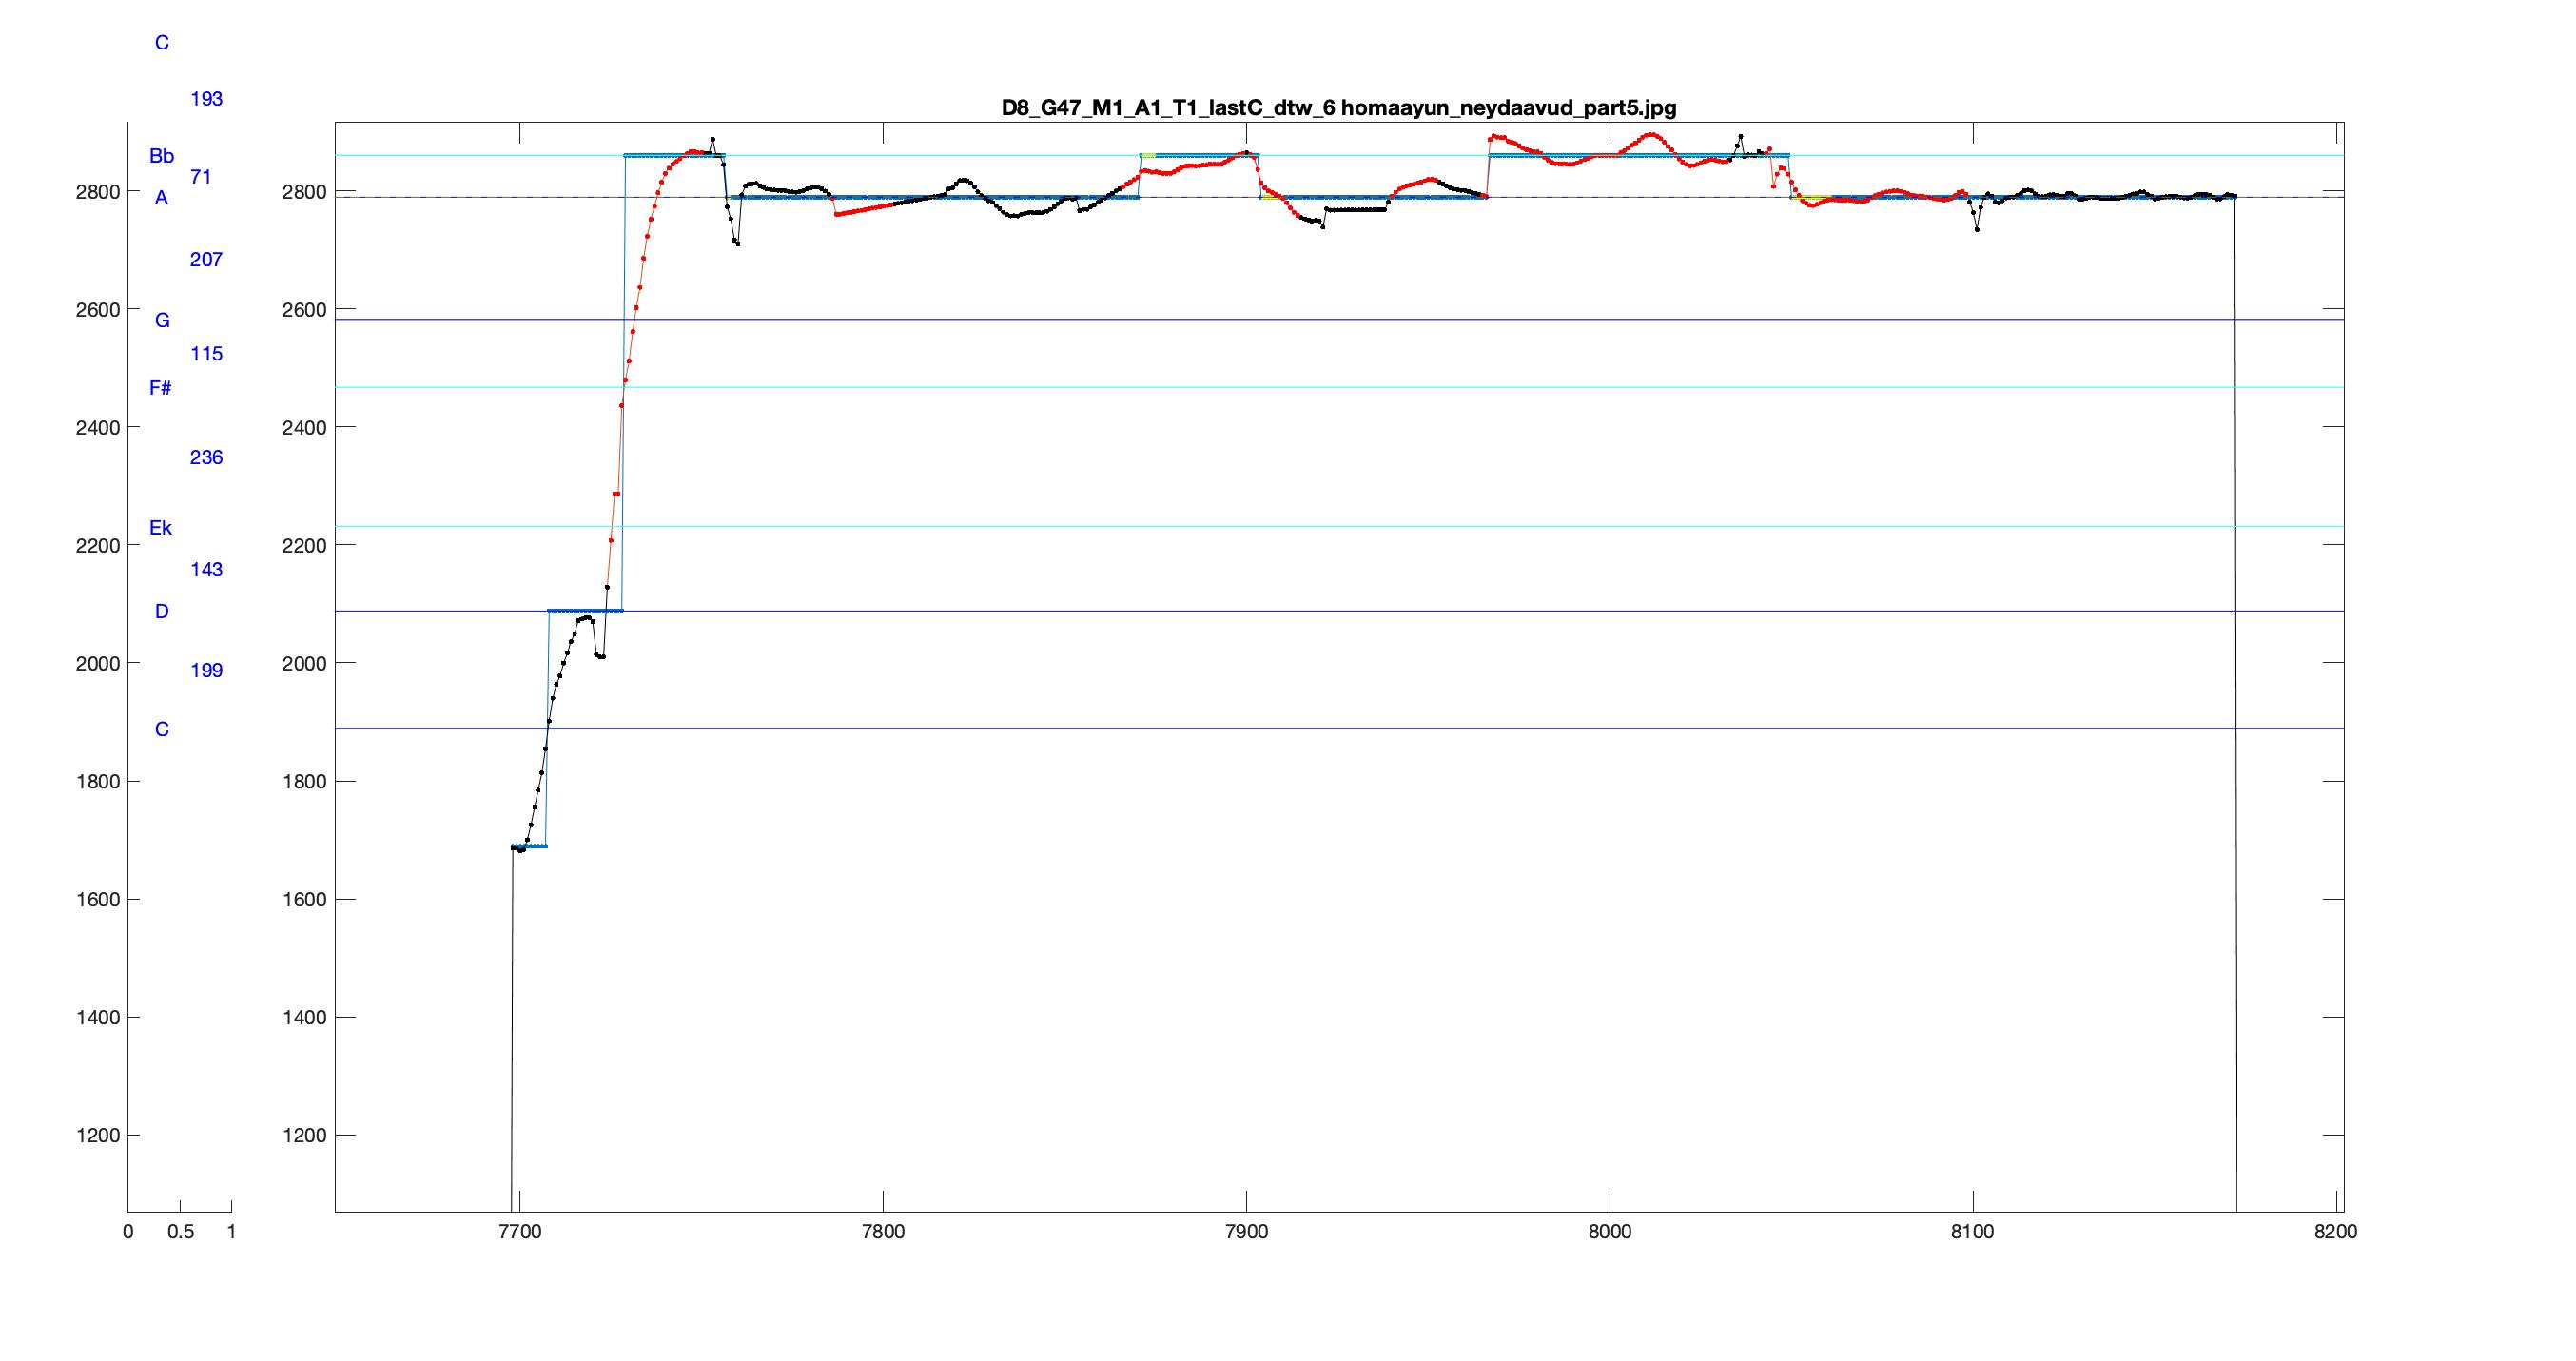 C
193
D8_G47_M1_A1_T1_lastC_dtw_6 homaayun_neydaavud_part5.jpg
Bb
71
2800 A 2800
207
2600 G 2600
115
F#
2400 2400
236
Ek
2200 143 2200
D
2000 199 2000
C
1800 1800
1600 1600
1400 1400
1200 1200
0 0.5 1 7700 7800 7900 8000 8100 8200